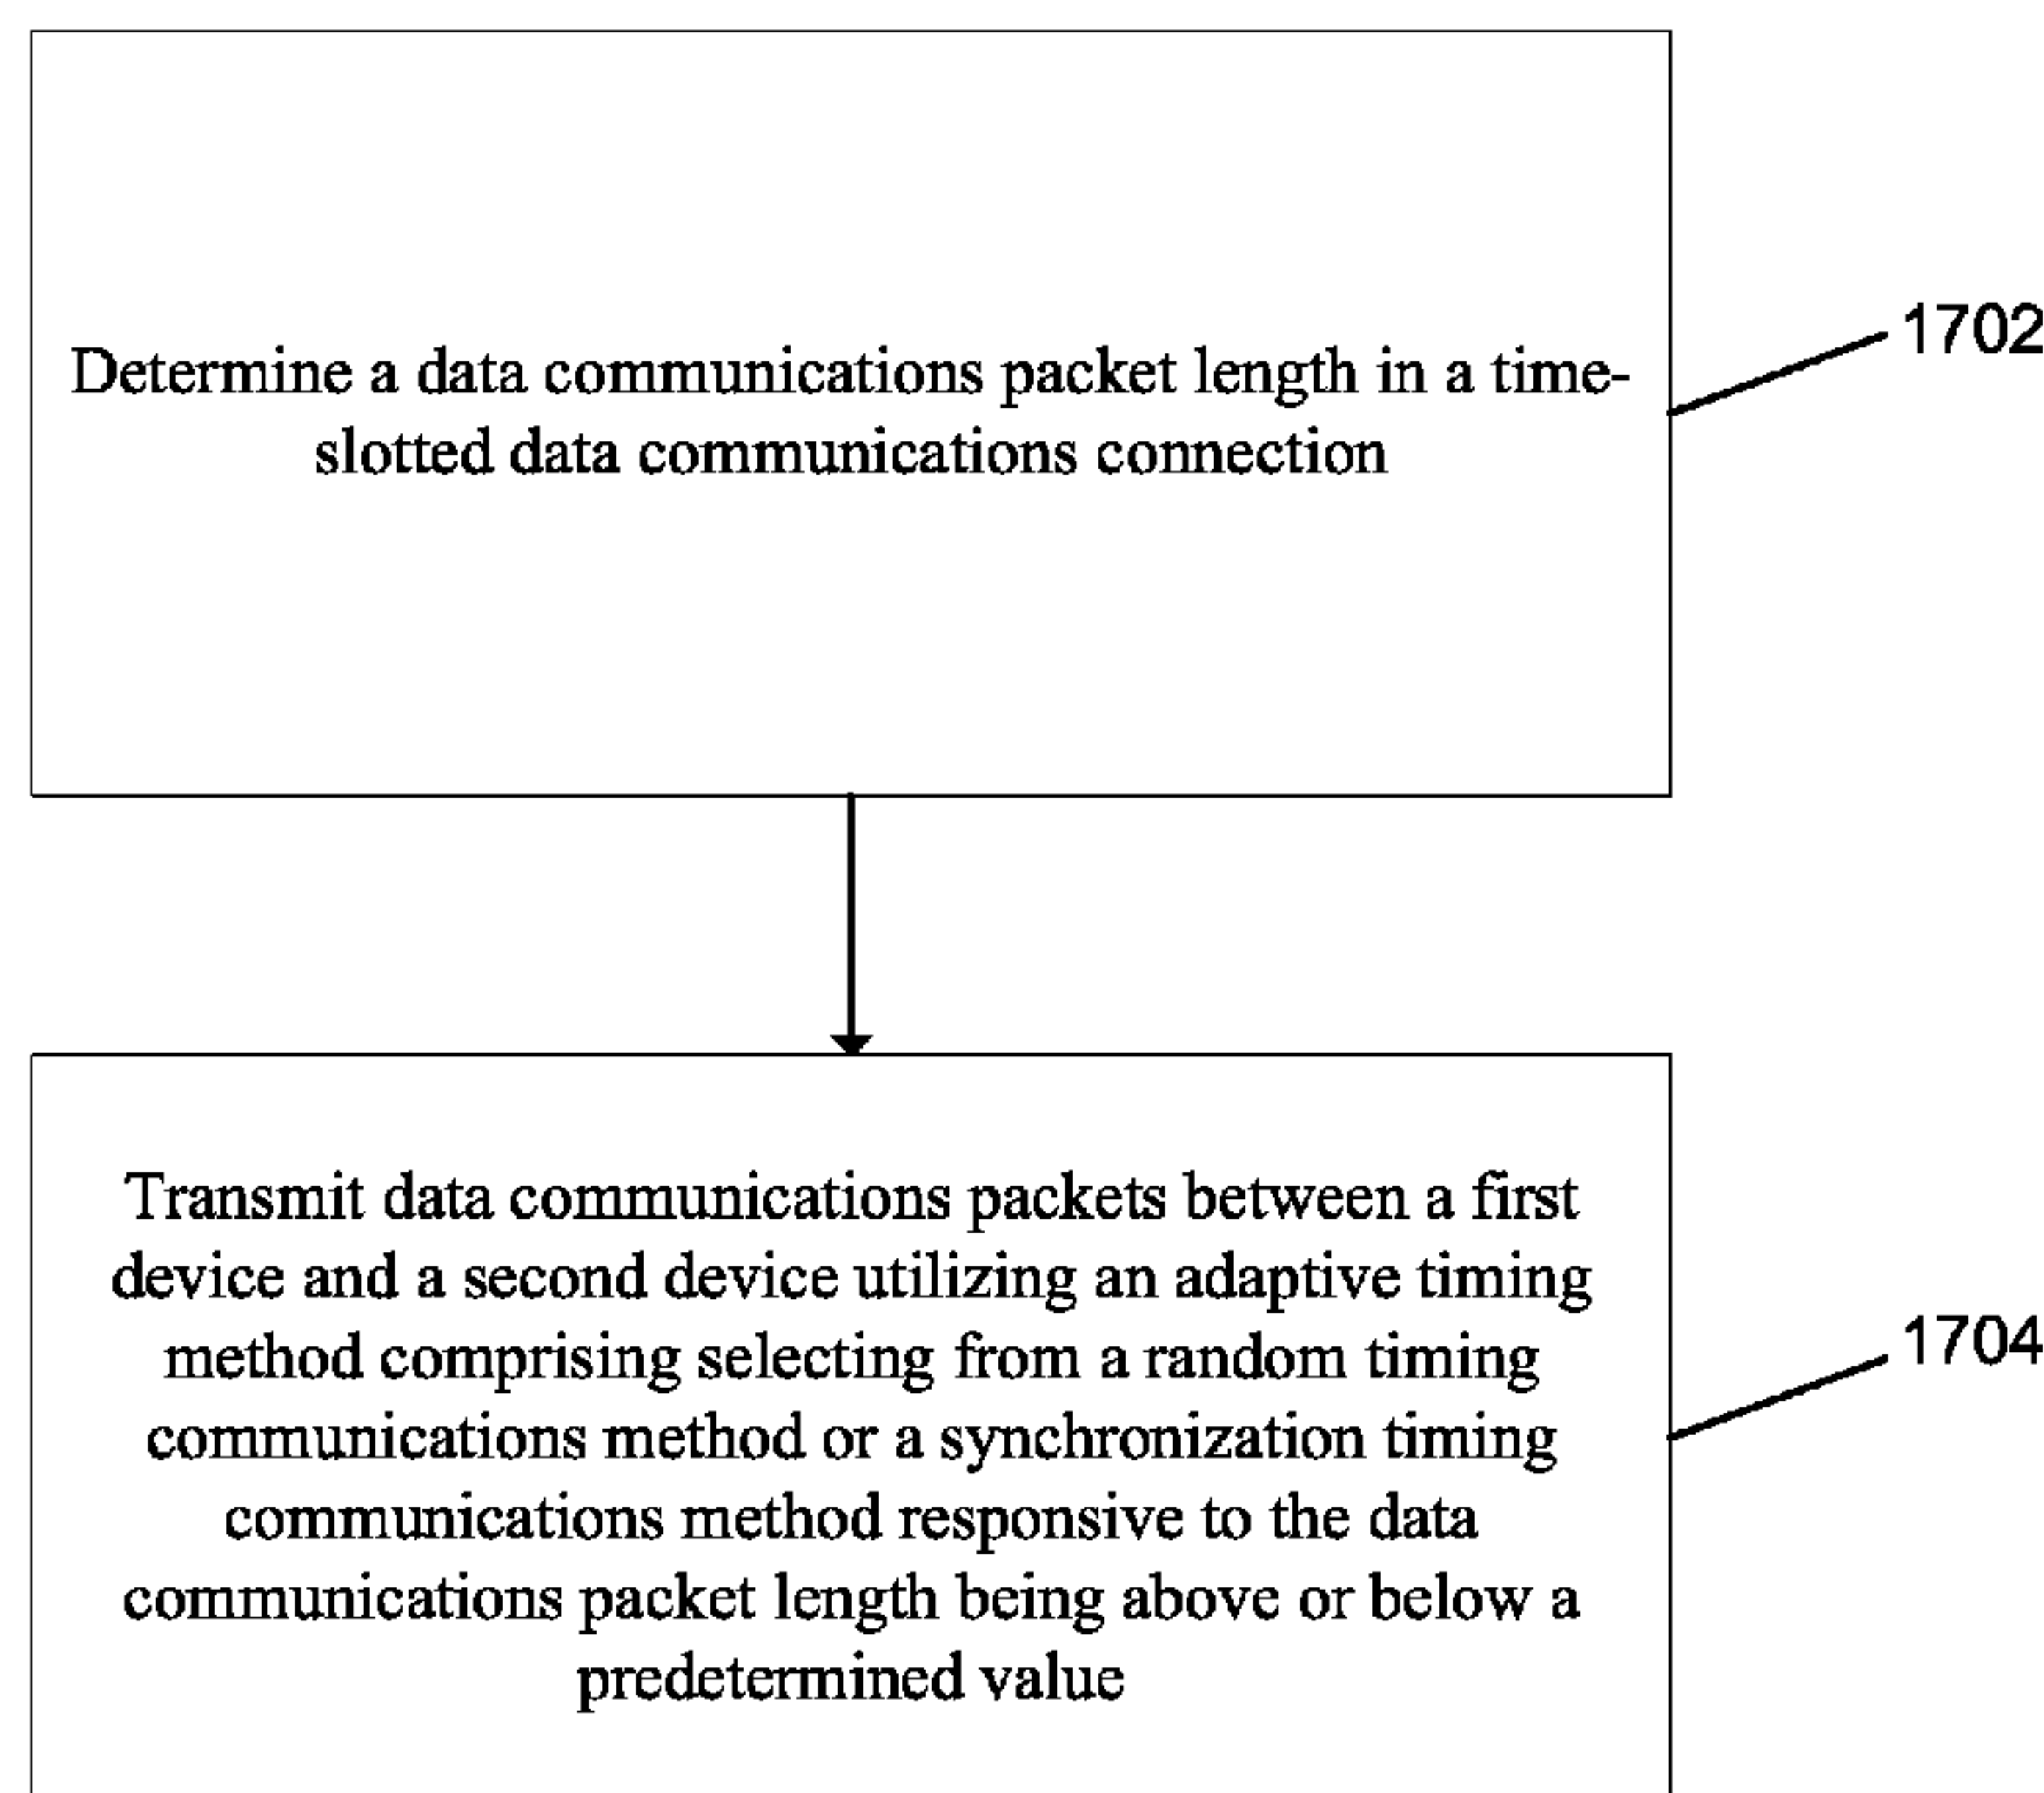 Determine a data communications packet length in a time-
slotted data communications connection
1702
Transmit data communications packets between a first
device and a second device utilizing an adaptive timing
method comprising selecting from a random timing
communications method or a synchronization timing
communications method responsive to the data
communications packet length being above or below a
predetermined value
1704